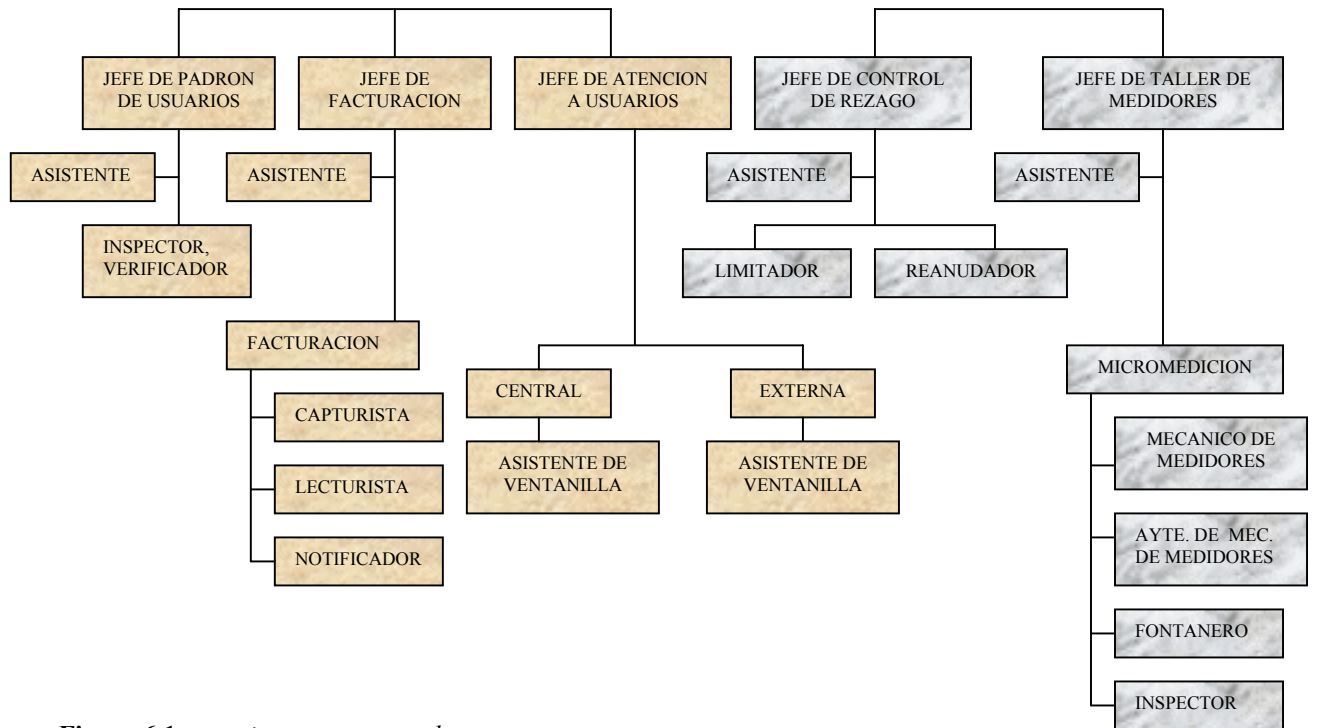 JEFE DE PADRON
DE USUARIOS
JEFE DE
FACTURACION
JEFE DE ATENCION
A USUARIOS
JEFE DE CONTROL
DE REZAGO
JEFE DE TALLER DE
MEDIDORES
ASISTENTE
ASISTENTE
ASISTENTE
ASISTENTE
INSPECTOR,
VERIFICADOR
LIMITADOR
REANUDADOR
FACTURACION
CAPTURISTA
LECTURISTA
NOTIFICADOR
CENTRAL
ASISTENTE DE
VENTANILLA
EXTERNA
ASISTENTE DE
VENTANILLA
MICROMEDICION
MECANICO DE
MEDIDORES
AYTE. DE MEC.
DE MEDIDORES
FONTANERO
INSPECTOR